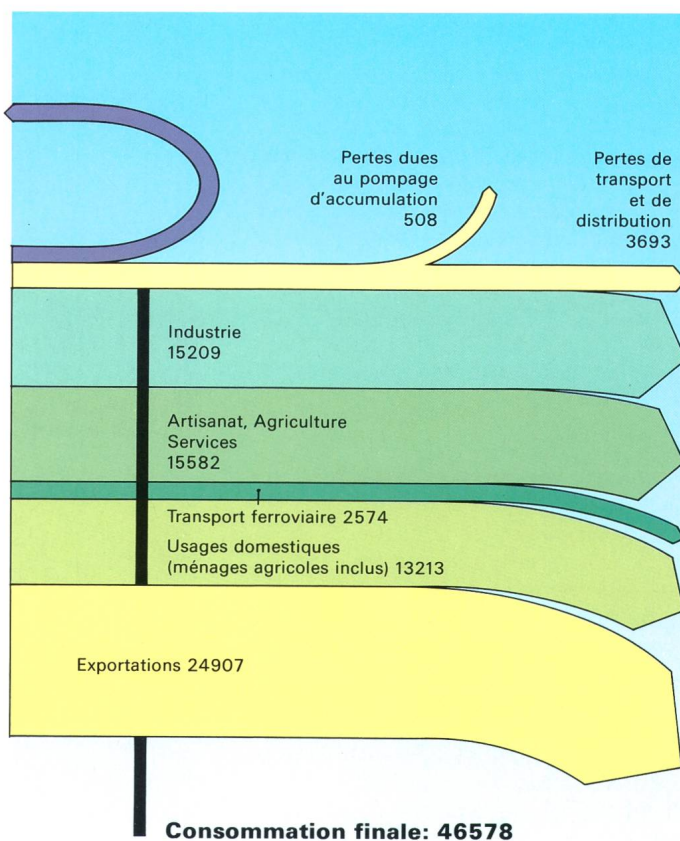 Pertes dues
au pompage
d'accumulation
508
Pertes de
transport
et de
distribution
3693
Industrie
15209
Artisanat, Agriculture
Services
15582
Transport ferroviaire 2574
Usages domestiques
(ménages agricoles inclus) 13213
Exportations 24907
Consommation finale: 46578